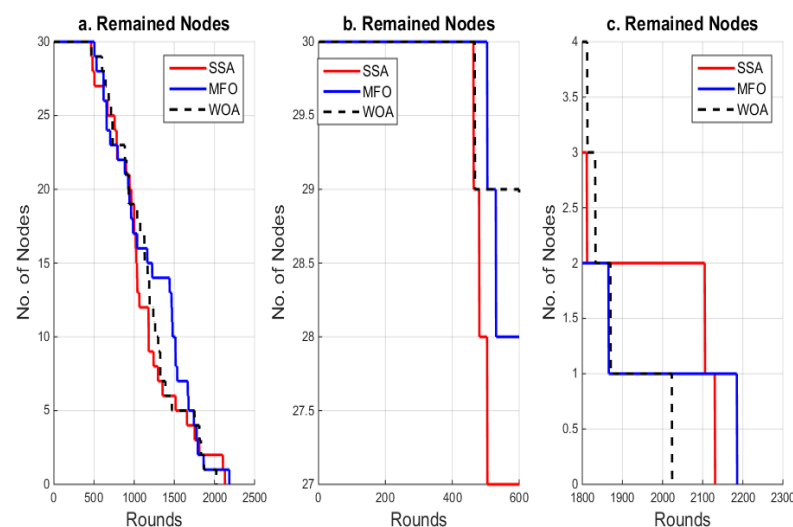 a. Remained Nodes
No. of Nodes
30
25
20
15
10
5
0
SSA
MFO
WOA
0 500 1000 1500 2000 2500
Rounds
b. Remained Nodes
No. of Nodes
30
29.5
29
28.5
28
27.5
27
SSA
MFO
WOA
0 200 400 600
Rounds
c. Remained Nodes
No. of Nodes
4
3.5
3
2.5
2
1.5
1
0.5
0
SSA
MFO
WOA
1800 1900 2000 2100 2200 2300
Rounds